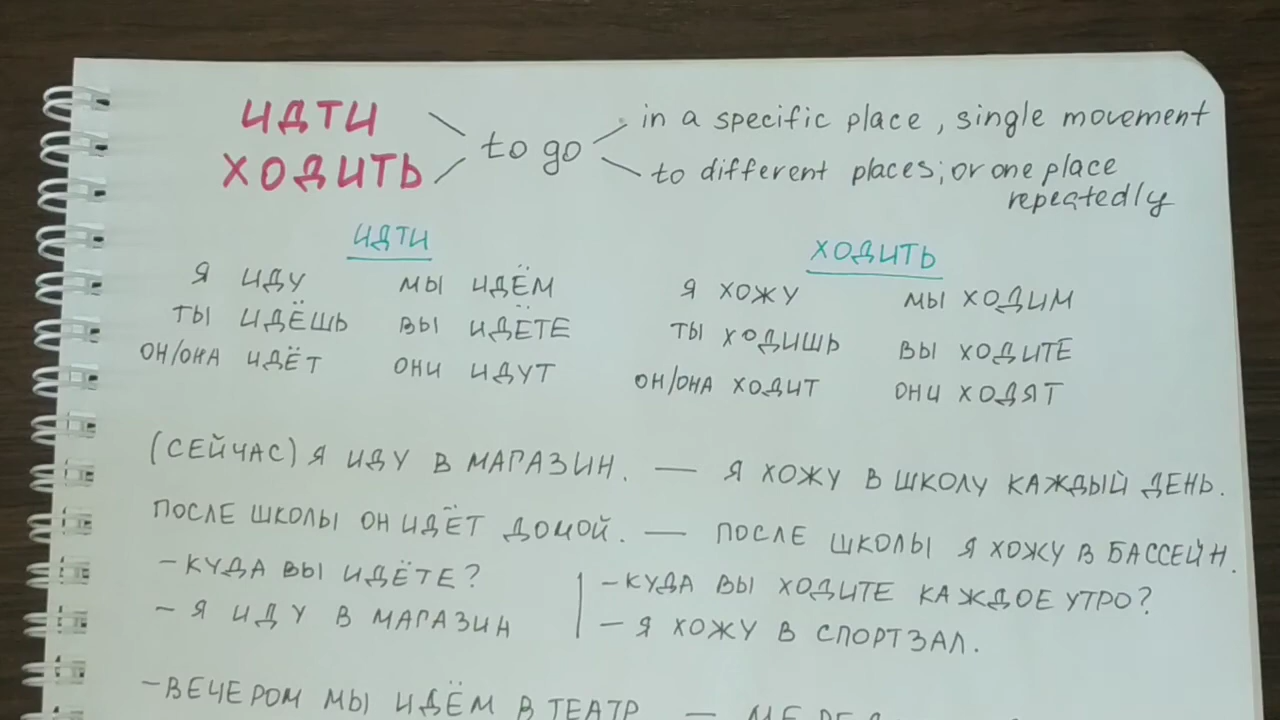 ИДТИ
ХОДИТЬ
to go
in a specific place, single movement
to different places; or one place
repeatedly
ИДТИ
Я ИДУ МЫ ИДЁМ
ТЫ ИДЁШЬ ВЫ ИДЁТЕ
ОН/ОНА ИДЁТ ОНИ ИДУТ
ХОДИТЬ
Я ХОЖУ МЫ ХОДИМ
ТЫ ХОДИШЬ ВЫ ХОДИТЕ
ОН/ОНА ХОДИТ ОНИ ХОДЯТ
(СЕЙЧАС) Я ИДУ В МАГАЗИН. — Я ХОЖУ В ШКОЛУ КАЖДЫЙ ДЕНЬ.
ПОСЛЕ ШКОЛЫ ОН ИДЁТ ДОМОЙ. — ПОСЛЕ ШКОЛЫ Я ХОЖУ В БАССЕЙН.
- КУДА ВЫ ИДЁТЕ?
- Я ИДУ В МАГАЗИН
- КУДА ВЫ ХОДИТЕ КАЖДОЕ УТРО?
- Я ХОЖУ В СПОРТЗАЛ.
- ВЕЧЕРОМ МЫ ИДЁМ В ТЕАТР —